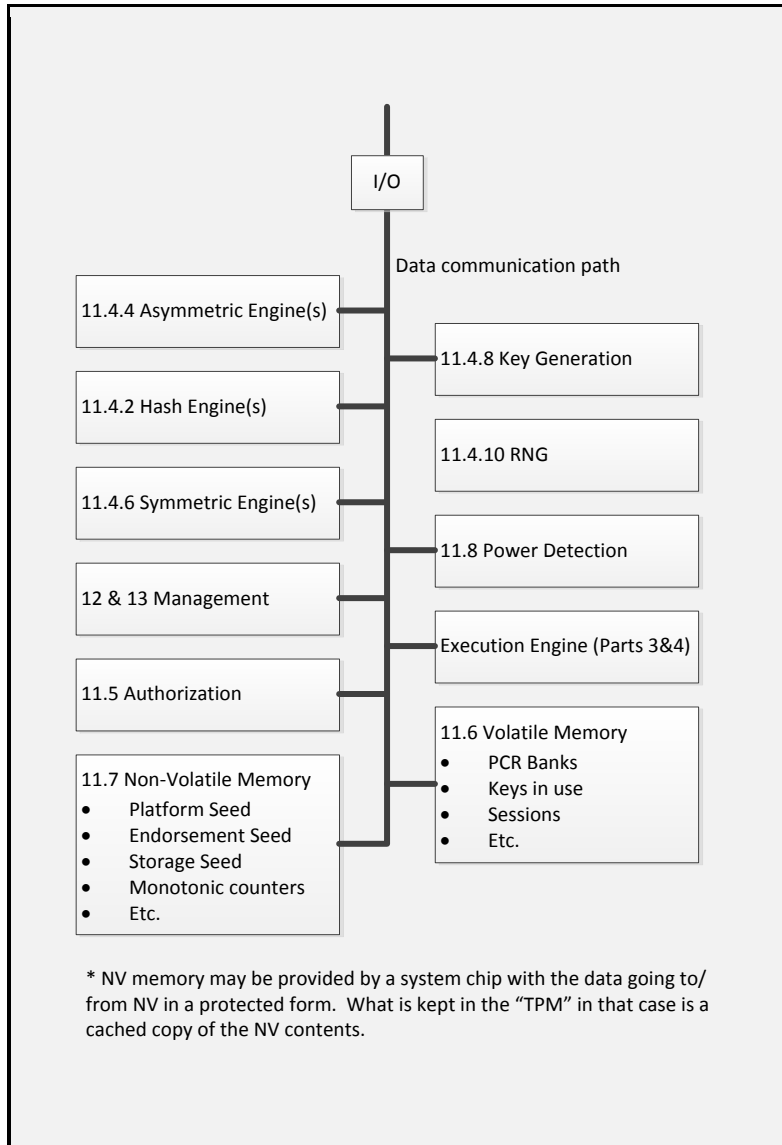 I/O
Data communication path
11.4.4 Asymmetric Engine(s)
11.4.8 Key Generation
11.4.2 Hash Engine(s)
11.4.10 RNG
11.4.6 Symmetric Engine(s)
11.8 Power Detection
12 & 13 Management
Execution Engine (Parts 3&4)
11.5 Authorization
11.6 Volatile Memory
• PCR Banks
• Keys in use
• Sessions
• Etc.
11.7 Non-Volatile Memory
• Platform Seed
• Endorsement Seed
• Storage Seed
• Monotonic counters
• Etc.
* NV memory may be provided by a system chip with the data going to/
from NV in a protected form.  What is kept in the “TPM” in that case is a
cached copy of the NV contents.